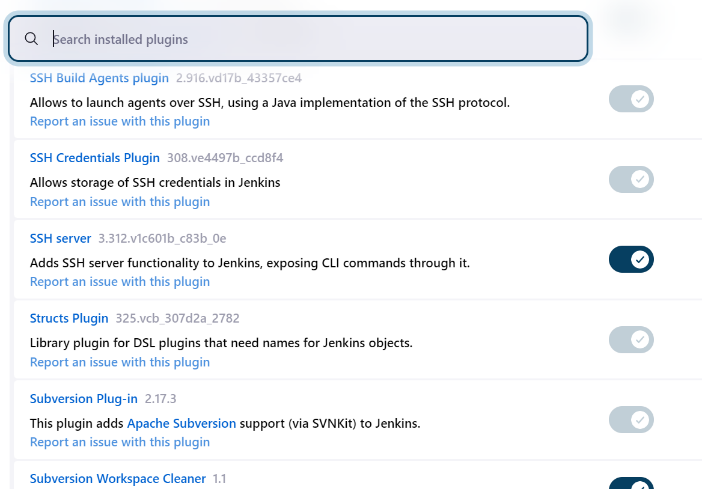 Search installed plugins
SSH Build Agents plugin 2.916.vd17b_43357ce4
Allows to launch agents over SSH, using a Java implementation of the SSH protocol.
Report an issue with this plugin
SSH Credentials Plugin 308.ve4497b_ccd8f4
Allows storage of SSH credentials in Jenkins
Report an issue with this plugin
SSH server 3.312.v1c601b_c83b_0e
Adds SSH server functionality to Jenkins, exposing CLI commands through it.
Report an issue with this plugin
Structs Plugin 325.vcb_307d2a_2782
Library plugin for DSL plugins that need names for Jenkins objects.
Report an issue with this plugin
Subversion Plug-in 2.17.3
This plugin adds Apache Subversion support (via SVNKit) to Jenkins.
Report an issue with this plugin
Subversion Workspace Cleaner 1.1